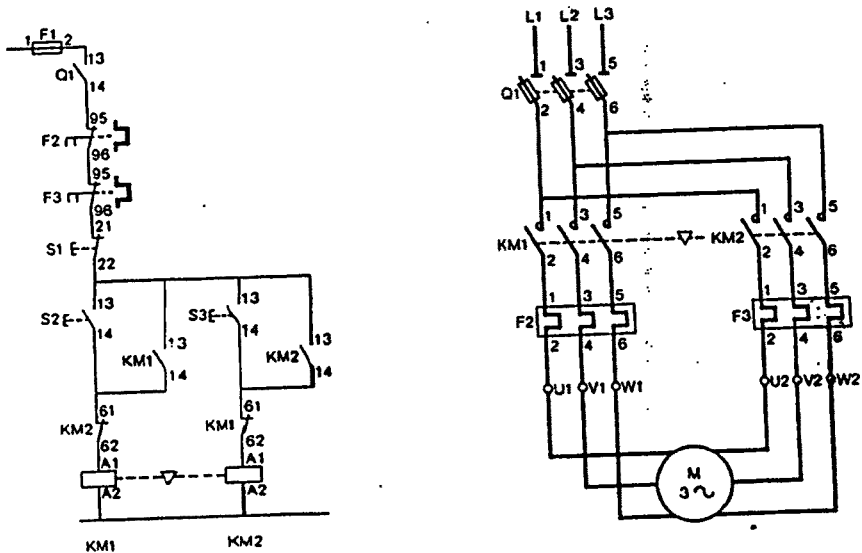 F1
1 2
13
Q1
14
95
F2
96
95
F3
96
21
S1
22
13 13
S2 S3
14 14
13 13
KM1 KM2
14 14
61 61
KM2 KM1
62 62
A1 A1
A2 A2
KM1 KM2
L1 L2 L3
1 3 5
Q1
2 4 6
1 3 5
KM1
2 4 6
1 3 5
KM2
2 4 6
1 3 5
F2
2 4 6
1 3 5
F3
2 4 6
U1 V1 W1
U2 V2 W2
M
3 ~